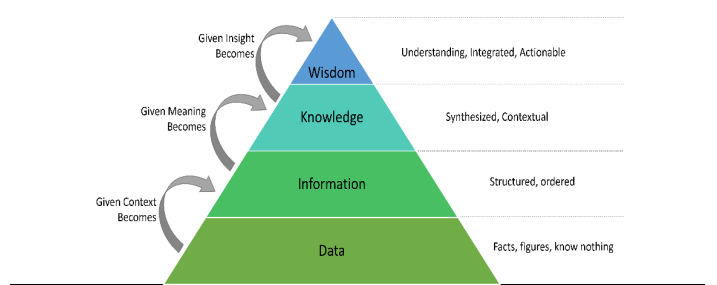 Given Insight
Becomes
Understanding, Integrated, Actionable
Wisdom
Given Meaning
Becomes
Knowledge
Synthesized, Contextual
Given Context
Becomes
Information
Structured, ordered
Data
Facts, figures, know nothing